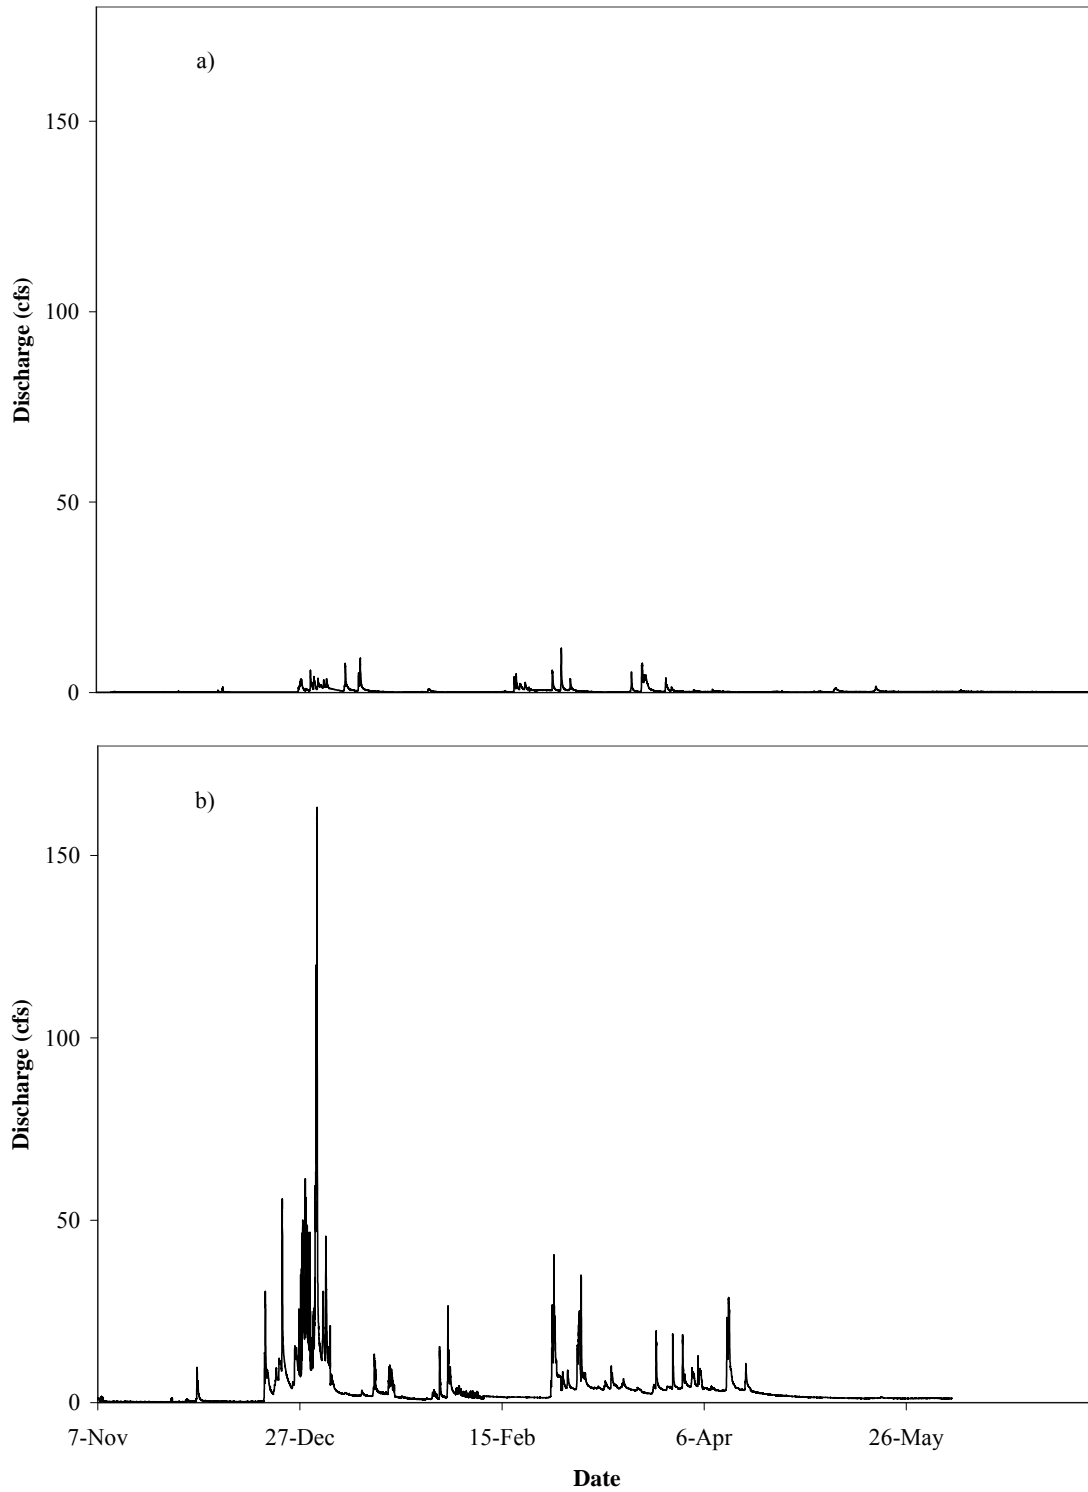 a)
150
100
50
0
Discharge (cfs)
b)
150
100
50
0
Discharge (cfs)
7-Nov 27-Dec 15-Feb 6-Apr 26-May
Date